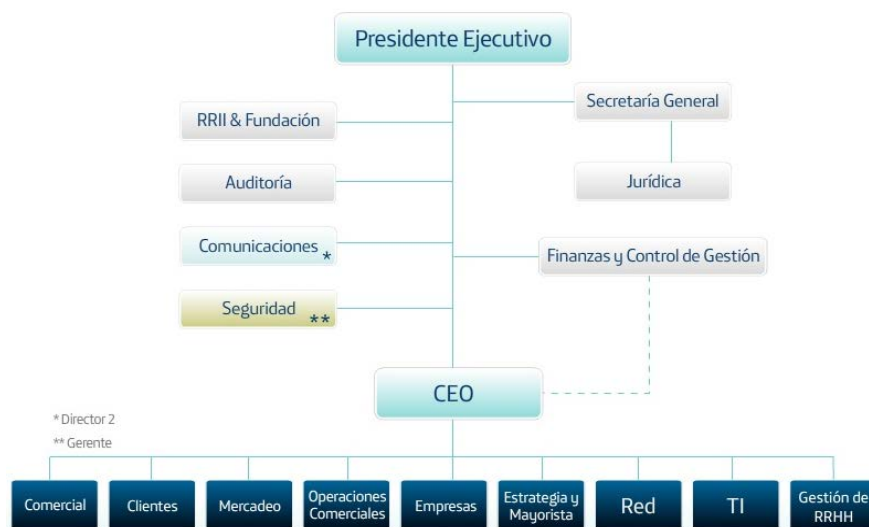 Presidente Ejecutivo
Secretaría General
RRII & Fundación
Auditoría
Jurídica
Comunicaciones *
Finanzas y Control de Gestión
Seguridad **
CEO
* Director 2
** Gerente
Comercial
Clientes
Mercadeo
Operaciones
Comerciales
Empresas
Estrategia y
Mayorista
Red
TI
Gestión de
RRHH